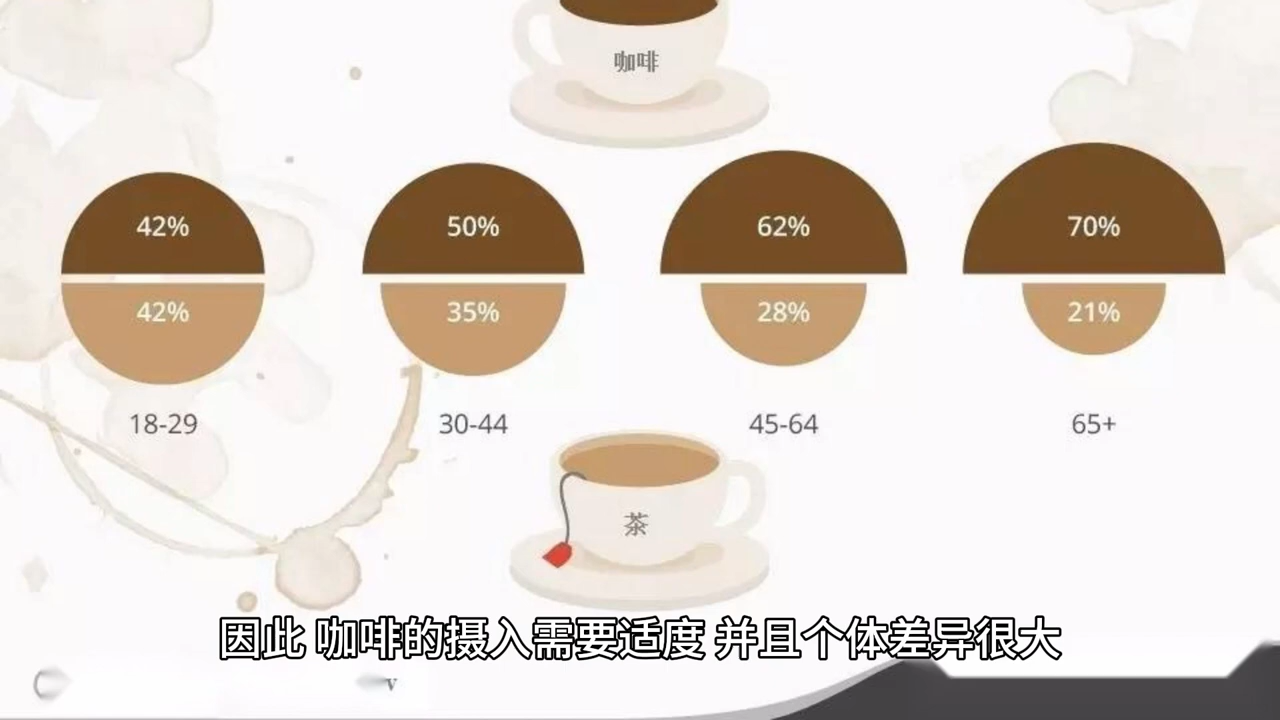 咖啡
42% 50% 62% 70%
42% 35% 28% 21%
18-29 30-44 45-64 65+
茶
因此 咖啡的摄入需要适度 并且个体差异很大